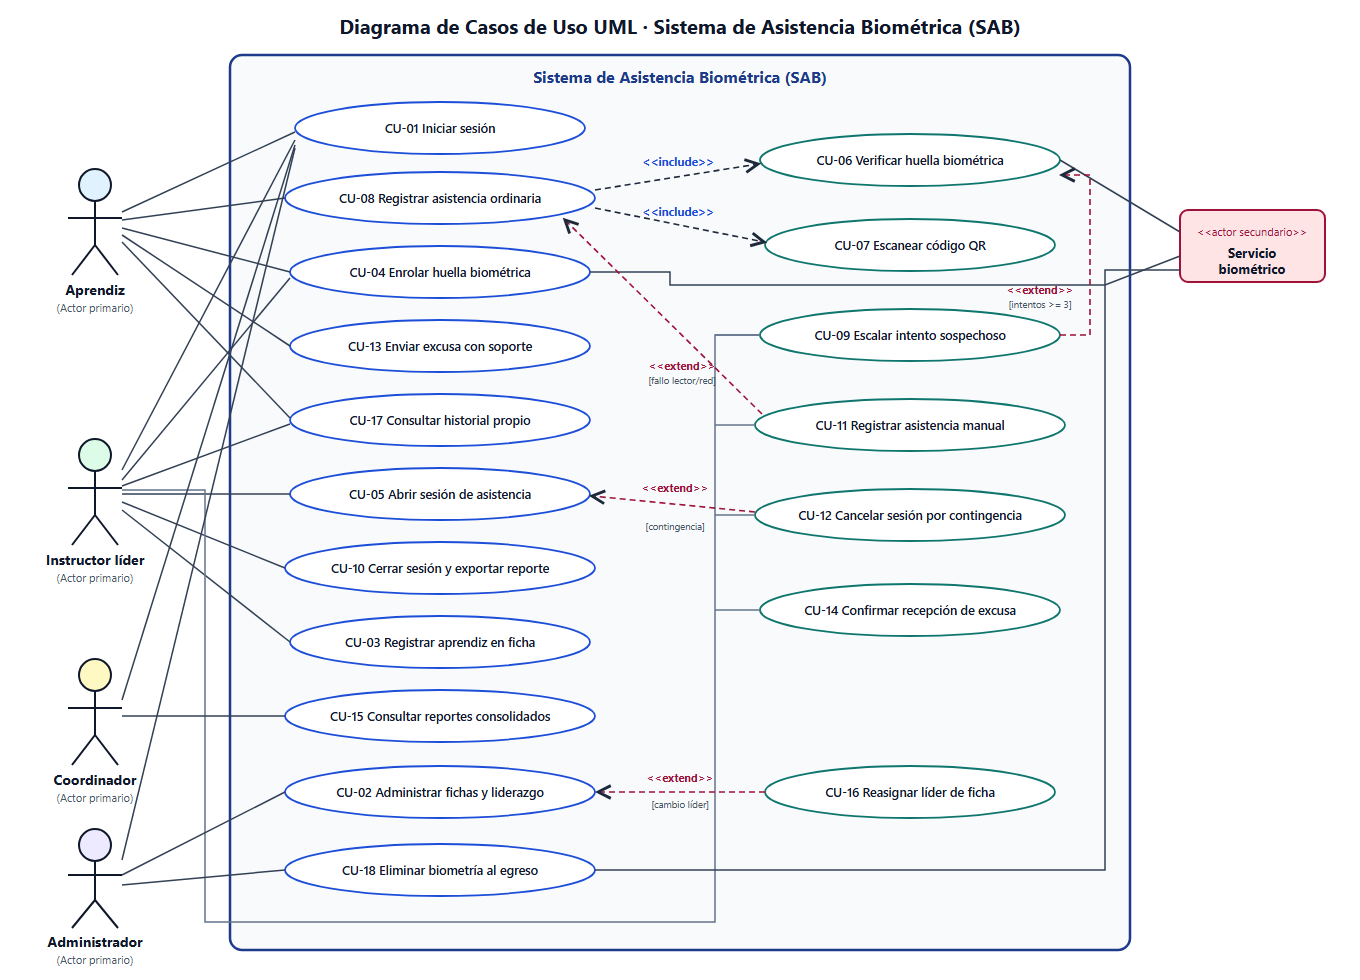 Diagrama de Casos de Uso UML · Sistema de Asistencia Biométrica (SAB)
Sistema de Asistencia Biométrica (SAB)
Aprendiz
(Actor primario)
Instructor líder
(Actor primario)
Coordinador
(Actor primario)
Administrador
(Actor primario)
CU-01 Iniciar sesión
CU-08 Registrar asistencia ordinaria
CU-04 Enrolar huella biométrica
CU-13 Enviar excusa con soporte
CU-17 Consultar historial propio
CU-05 Abrir sesión de asistencia
CU-10 Cerrar sesión y exportar reporte
CU-03 Registrar aprendiz en ficha
CU-15 Consultar reportes consolidados
CU-02 Administrar fichas y liderazgo
CU-18 Eliminar biometría al egreso
<<include>>
<<include>>
<<extend>>
[fallo lector/red]
<<extend>>
[contingencia]
<<extend>>
[cambio líder]
CU-06 Verificar huella biométrica
CU-07 Escanear código QR
<<extend>>
[intentos >= 3]
CU-09 Escalar intento sospechoso
CU-11 Registrar asistencia manual
CU-12 Cancelar sesión por contingencia
CU-14 Confirmar recepción de excusa
CU-16 Reasignar líder de ficha
<<actor secundario>>
Servicio
biométrico